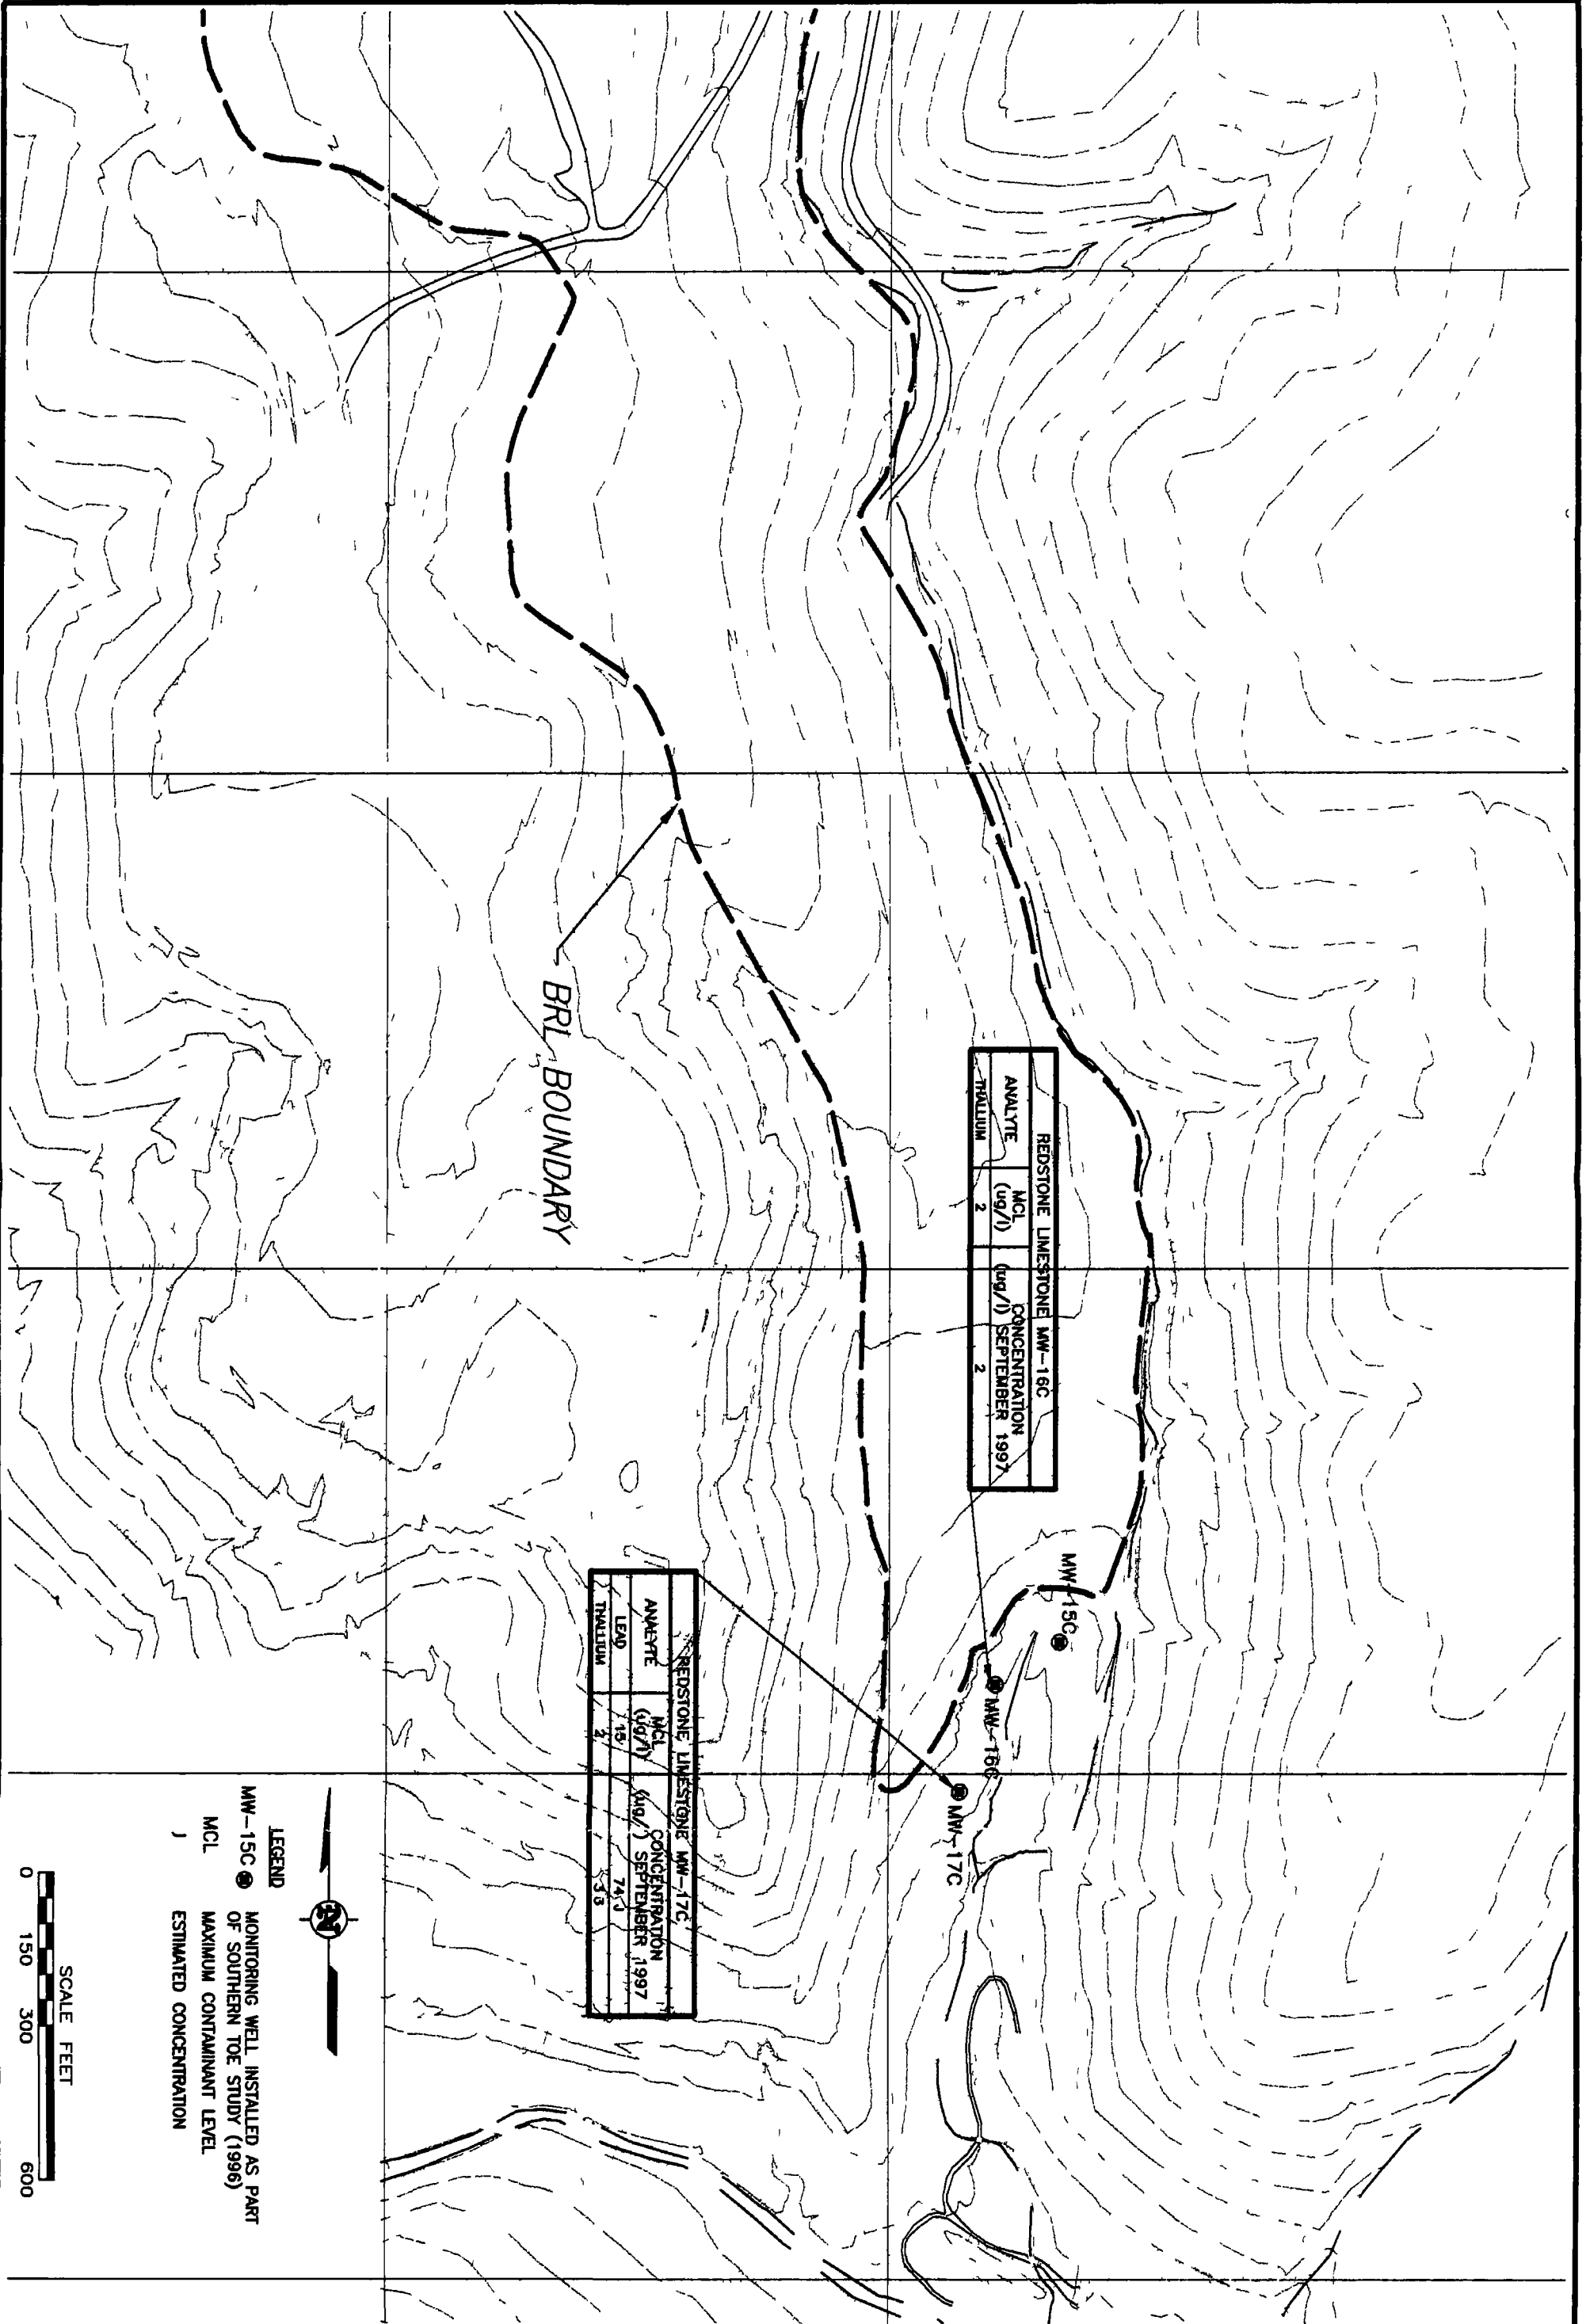 REDSTONE LIMESTONE MW-16C
ANALYTE MCL (ug/l) CONCENTRATION (ug/l) SEPTEMBER 1997
THALLIUM 2 2
MW-15C
MW-16C
MW-17C
BRL BOUNDARY
REDSTONE LIMESTONE MW-17C
ANALYTE MCL (ug/l) CONCENTRATION SEPTEMBER 1997
LEAD 15
THALLIUM 2
N
LEGEND
MW-15C MONITORING WELL INSTALLED AS PART
OF SOUTHERN TOE STUDY (1996)
MCL MAXIMUM CONTAMINANT LEVEL
J ESTIMATED CONCENTRATION
SCALE FEET
0 150 300 600